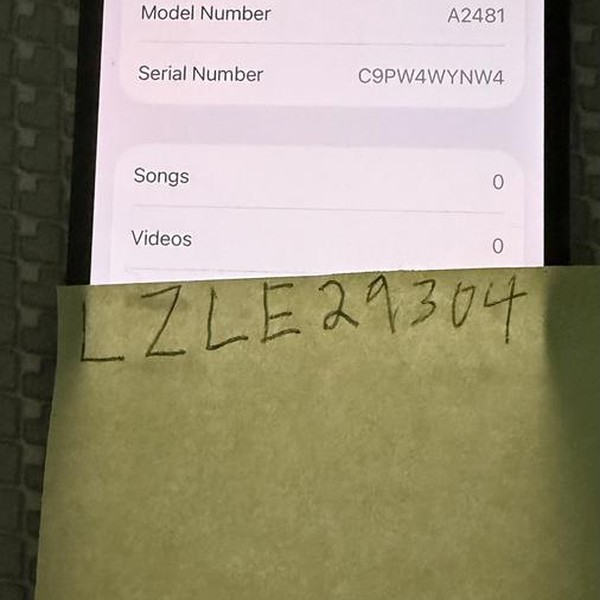 Model Number A2481
Serial Number C9PW4WYNW4
Songs 0
Videos 0
LZLE29304